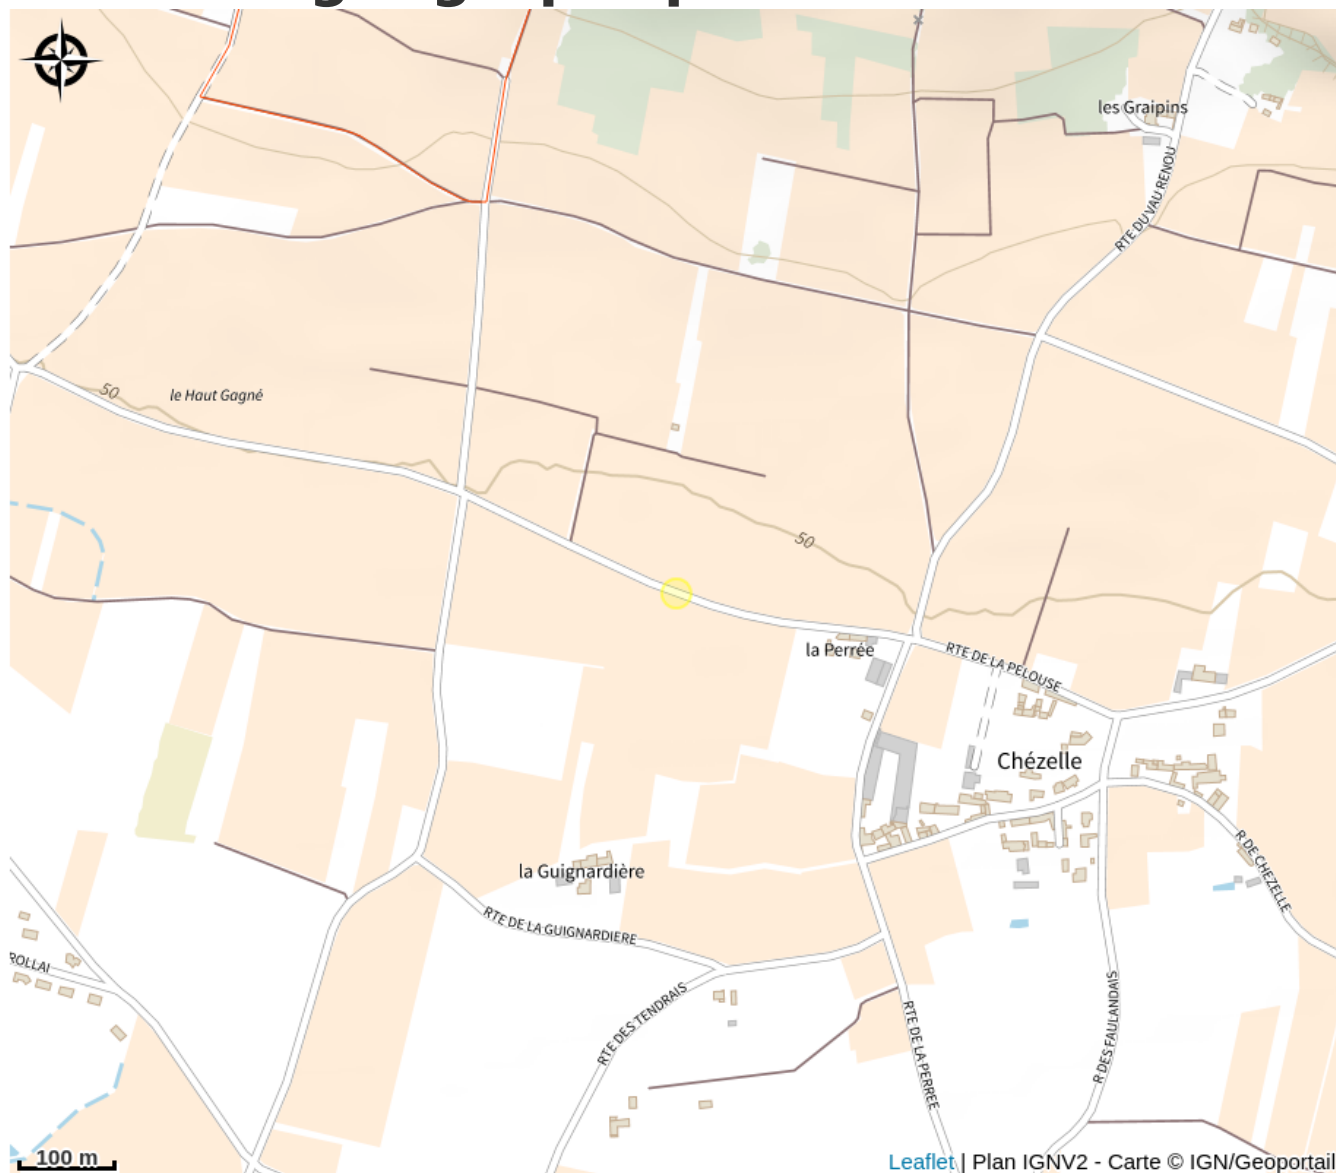 les Graipins
RTE DU VAU RENOU
50
le Haut Gagné
50
la Perrée
RTE DE LA PELOUSE
Chézelle
R DE CHEZELLE
la Guignardière
RTE DE LA GUIGNARDIERE
ROLLAI
RTE DES TENDRAIS
RTE DE LA PERREE
R DES FAULANDAIS
100 m
Leaflet | Plan IGNV2 - Carte © IGN/Geoportail